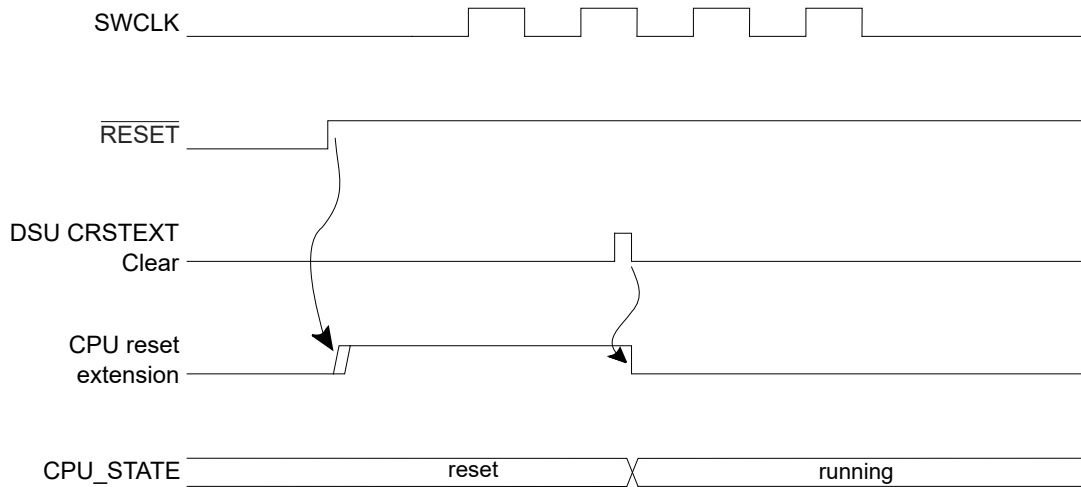 SWCLK
RESET
DSU CRSTEXT
Clear
CPU reset
extension
CPU_STATE reset running